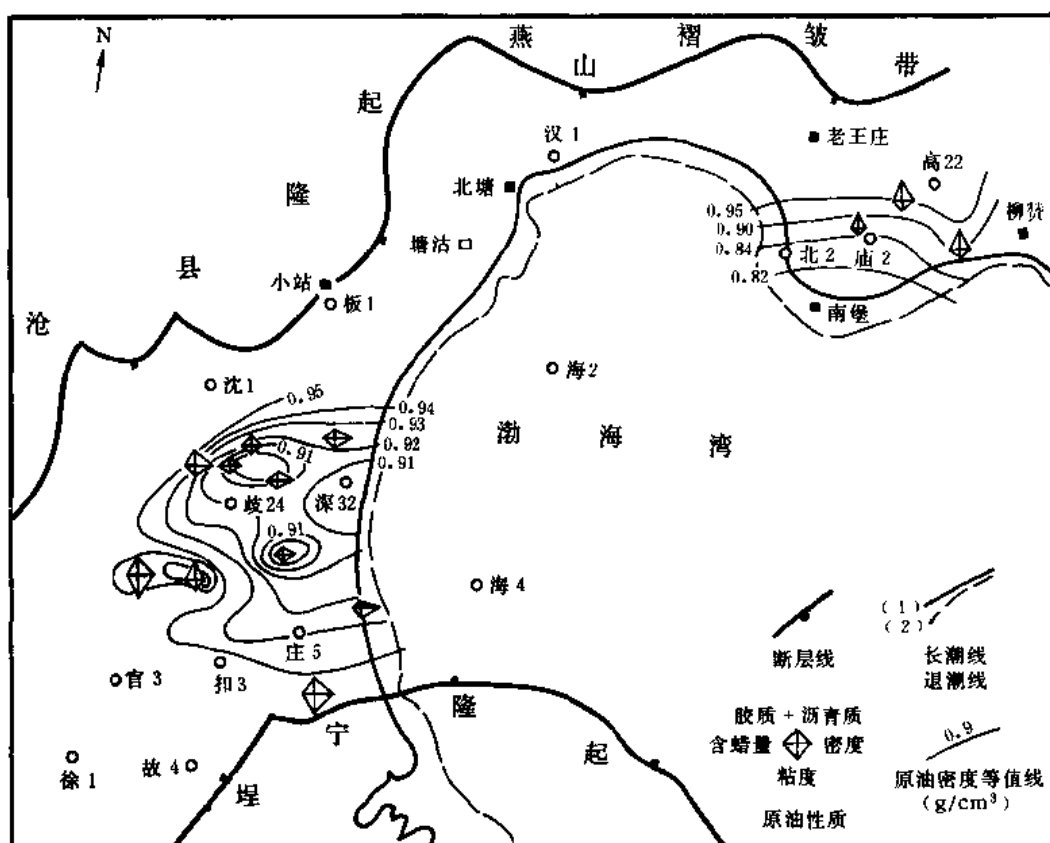 N
燕山褶皱带
沧县隆起
汉1
老王庄
高22
北塘
柳赞
塘沽口
0.95
0.90
0.84
0.82
北2
庙2
南堡
小站
板1
沈1
海2
渤海湾
0.95
0.94
0.93
0.92
0.91
0.91
歧24
深32
0.91
海4
庄5
扣3
官3
徐1
故4
埕宁隆起
断层线
(1)
(2)
长潮线
退潮线
胶质+沥青质
含蜡量 密度
粘度
原油性质
0.9
原油密度等值线
(g/cm³)